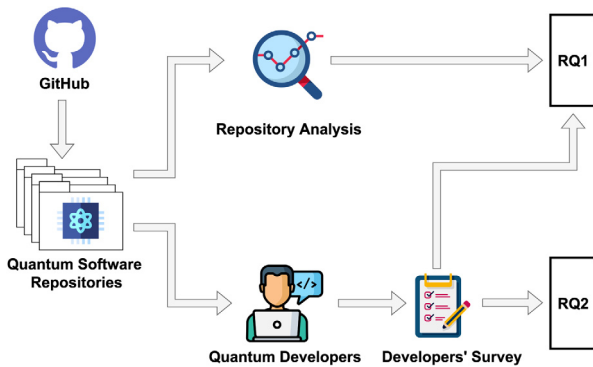 GitHub
RQ1
Repository Analysis
Quantum Software
Repositories
</>
Quantum Developers
Developers' Survey
RQ2